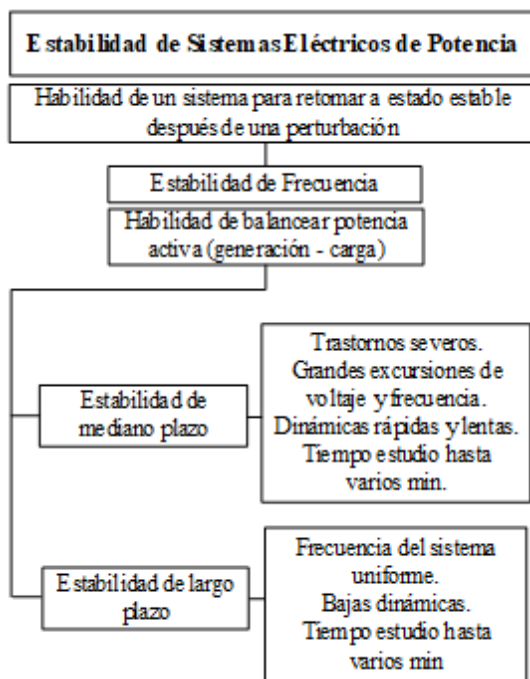 Estabilidad de Sistemas Eléctricos de Potencia
Habilidad de un sistema para retomar a estado estable
después de una perturbación
Estabilidad de Frecuencia
Habilidad de balancear potencia
activa (generación - carga)
Estabilidad de
mediano plazo
Trastornos severos.
Grandes excursiones de
voltaje y frecuencia.
Dinámicas rápidas y lentas.
Tiempo estudio hasta
varios min.
Estabilidad de largo
plazo
Frecuencia del sistema
uniforme.
Bajas dinámicas.
Tiempo estudio hasta
varios min